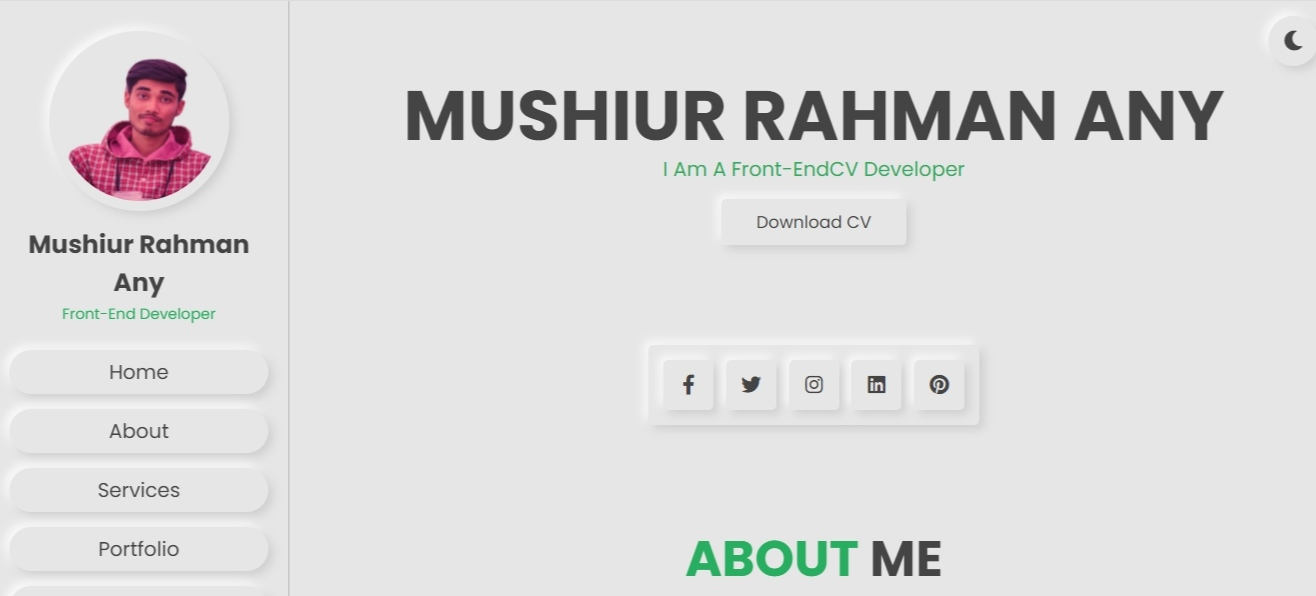 Mushiur Rahman
Any
Front-End Developer
Home
About
Services
Portfolio
MUSHIUR RAHMAN ANY
I Am A Front-EndCV Developer
Download CV
ABOUT ME